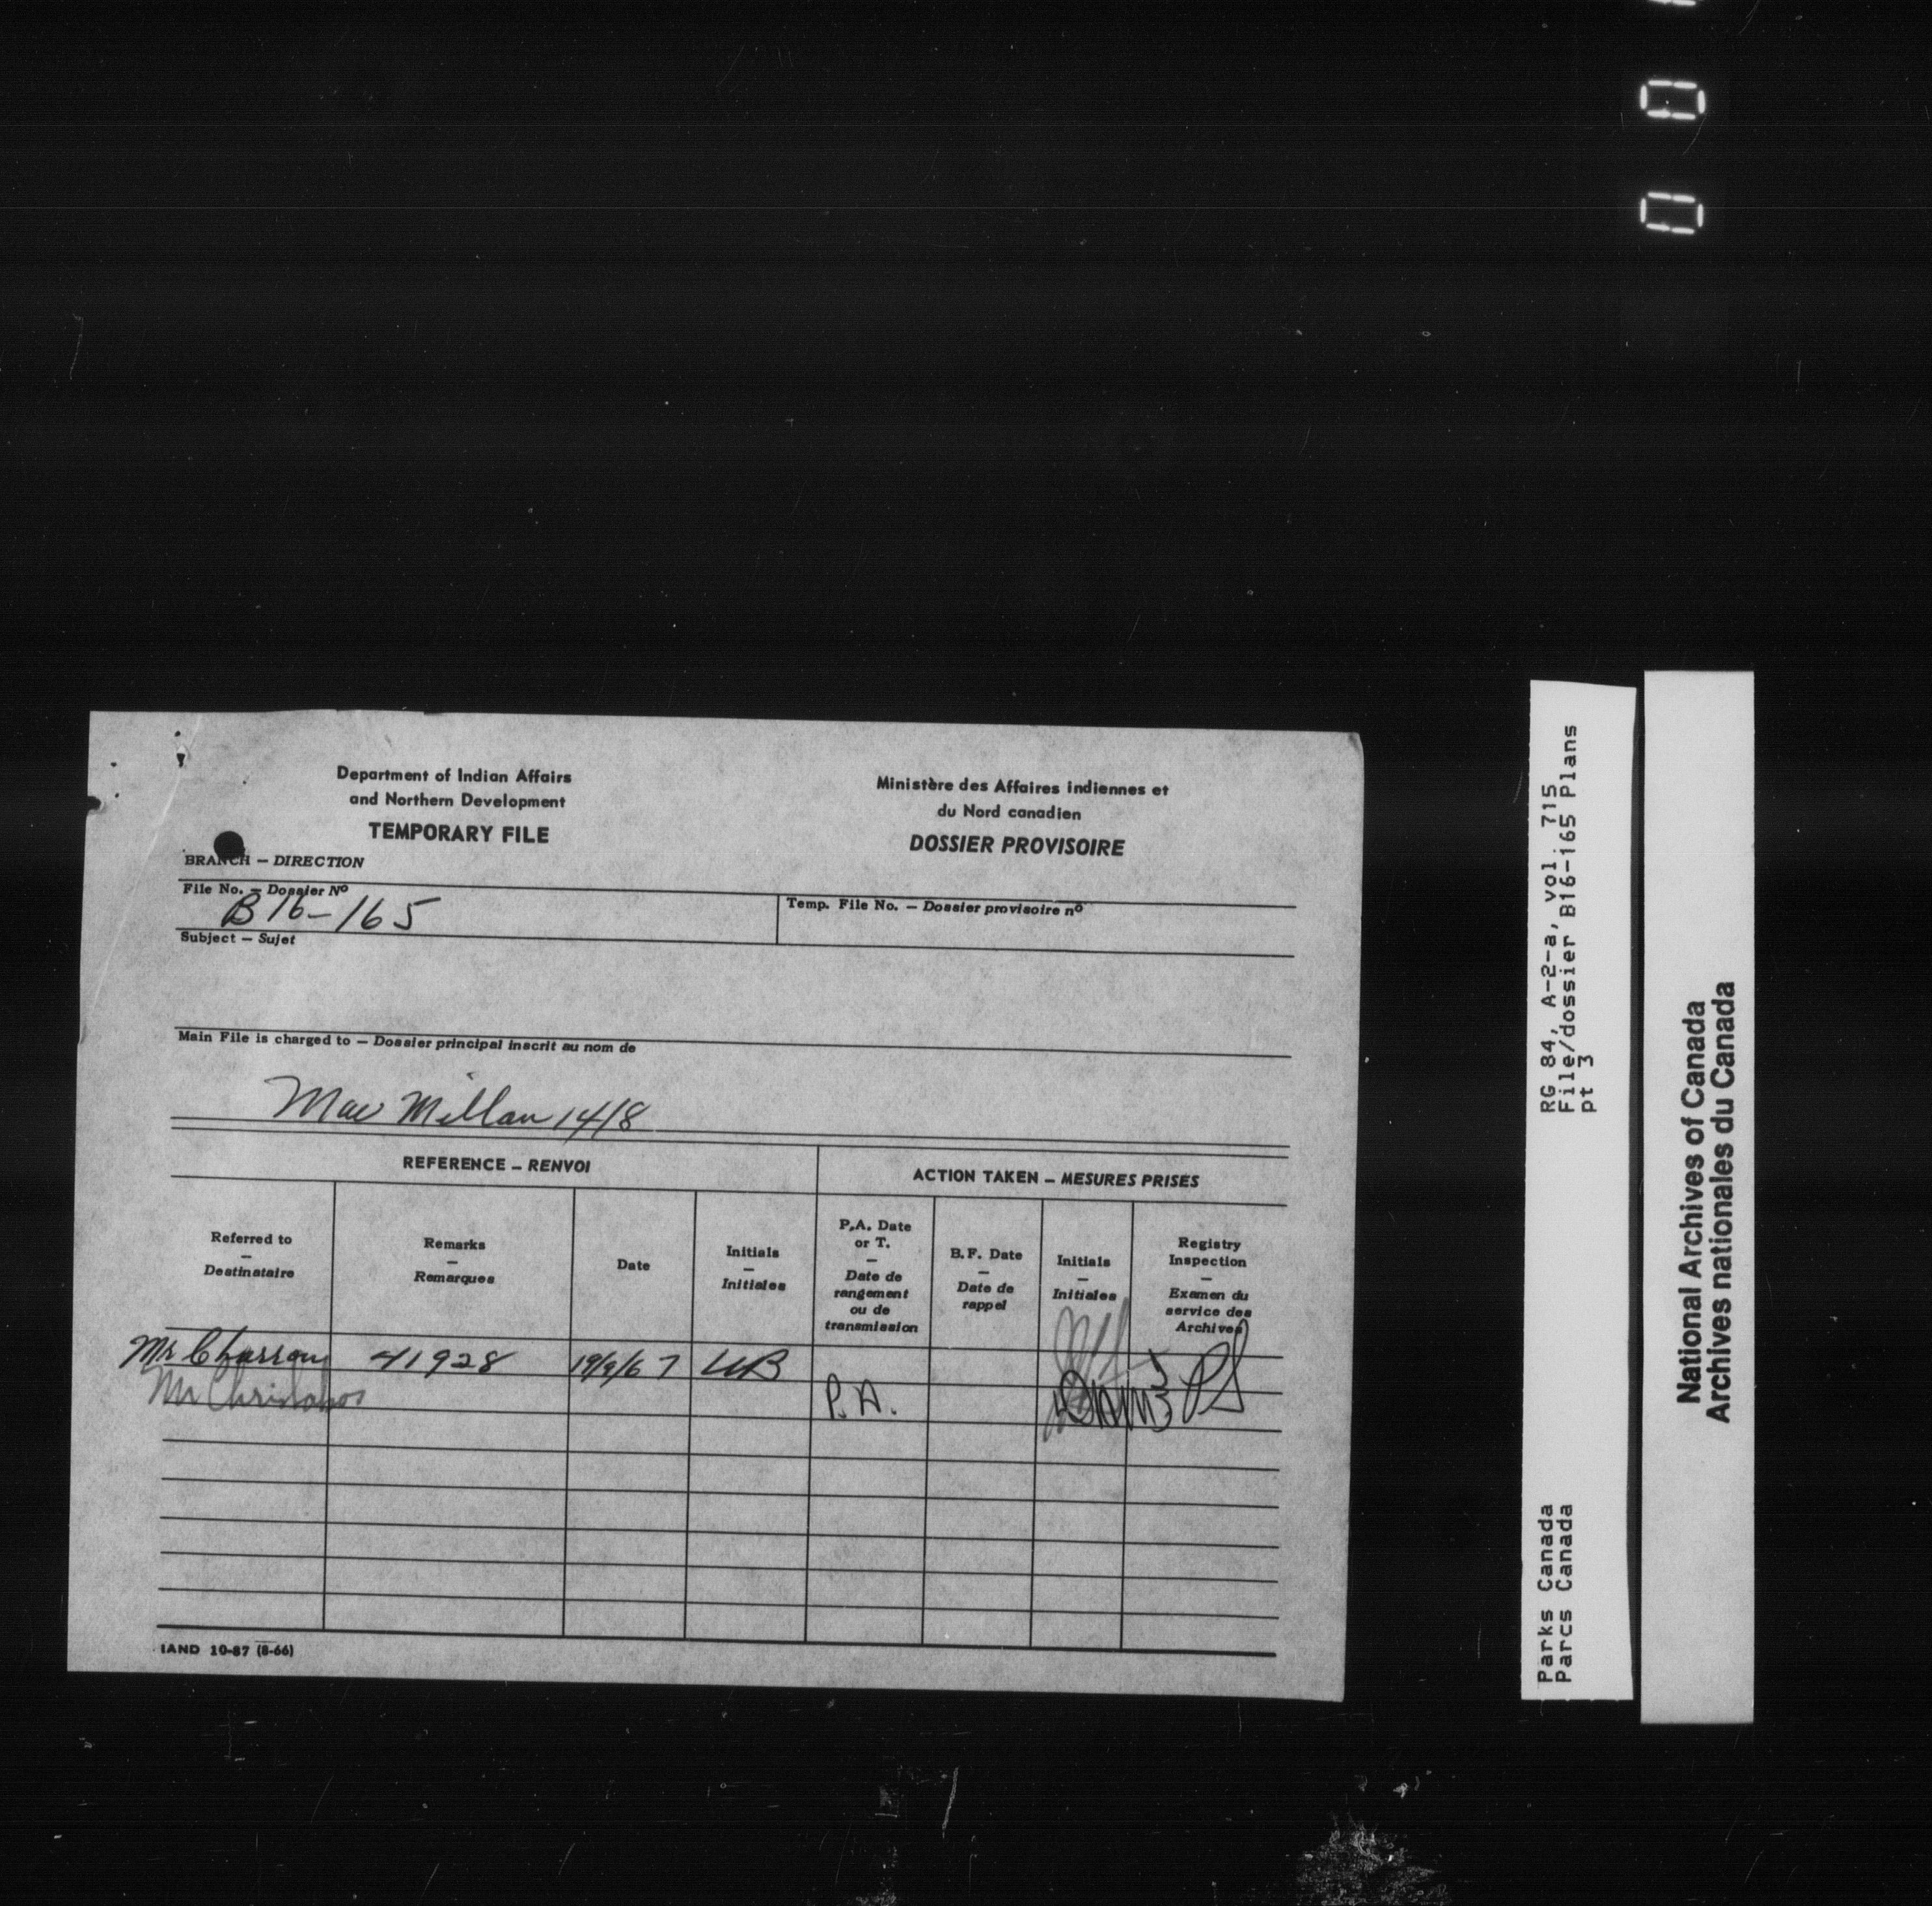 Department of Indian Affairs
and Northern Development
TEMPORARY FILE
Ministère des Affaires indiennes et
du Nord canadien
DOSSIER PROVISOIRE
BRANCH — DIRECTION
File No. — Dossier Nº
B16-165
Temp. File No. — Dossier provisoire nº
Subject — Sujet
Main File is charged to — Dossier principal inscrit au nom de
MacMillan 14/8
REFERENCE — RENVOI
ACTION TAKEN — MESURES PRISES
Referred to
—
Destinataire
Remarks
—
Remarques
Date
Initials
—
Initiales
P.A. Date
or T.
—
Date de
rangement
ou de
transmission
B.F. Date
—
Date de
rappel
Initials
—
Initiales
Registry
Inspection
—
Examen du
service des
Archives
Mr Charron 41928 19/9/67
Mr
P.A.
IAND 10-87 (8-66)
RG 84, A-2-a, vol. 715
File/dossier B16-165 Plans
pt 3
Parks Canada
Parcs Canada
National Archives of Canada
Archives nationales du Canada
0
0